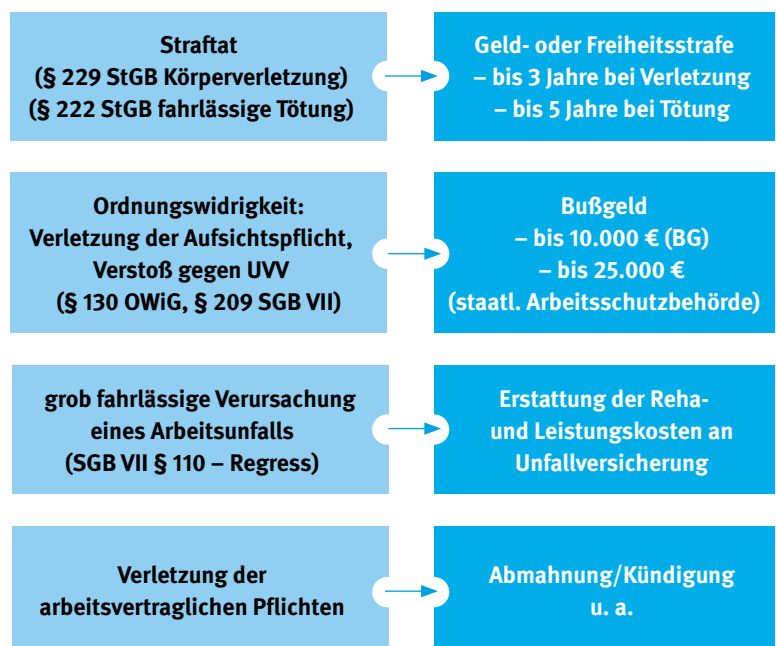 Straftat
(§ 229 StGB Körperverletzung)
(§ 222 StGB fahrlässige Tötung)
Geld- oder Freiheitsstrafe
– bis 3 Jahre bei Verletzung
– bis 5 Jahre bei Tötung
Ordnungswidrigkeit:
Verletzung der Aufsichtspflicht,
Verstoß gegen UVV
(§ 130 OWiG, § 209 SGB VII)
Bußgeld
– bis 10.000 € (BG)
– bis 25.000 €
(staatl. Arbeitsschutzbehörde)
grob fahrlässige Verursachung
eines Arbeitsunfalls
(SGB VII § 110 – Regress)
Erstattung der Reha-
und Leistungskosten an
Unfallversicherung
Verletzung der
arbeitsvertraglichen Pflichten
Abmahnung/Kündigung
u. a.